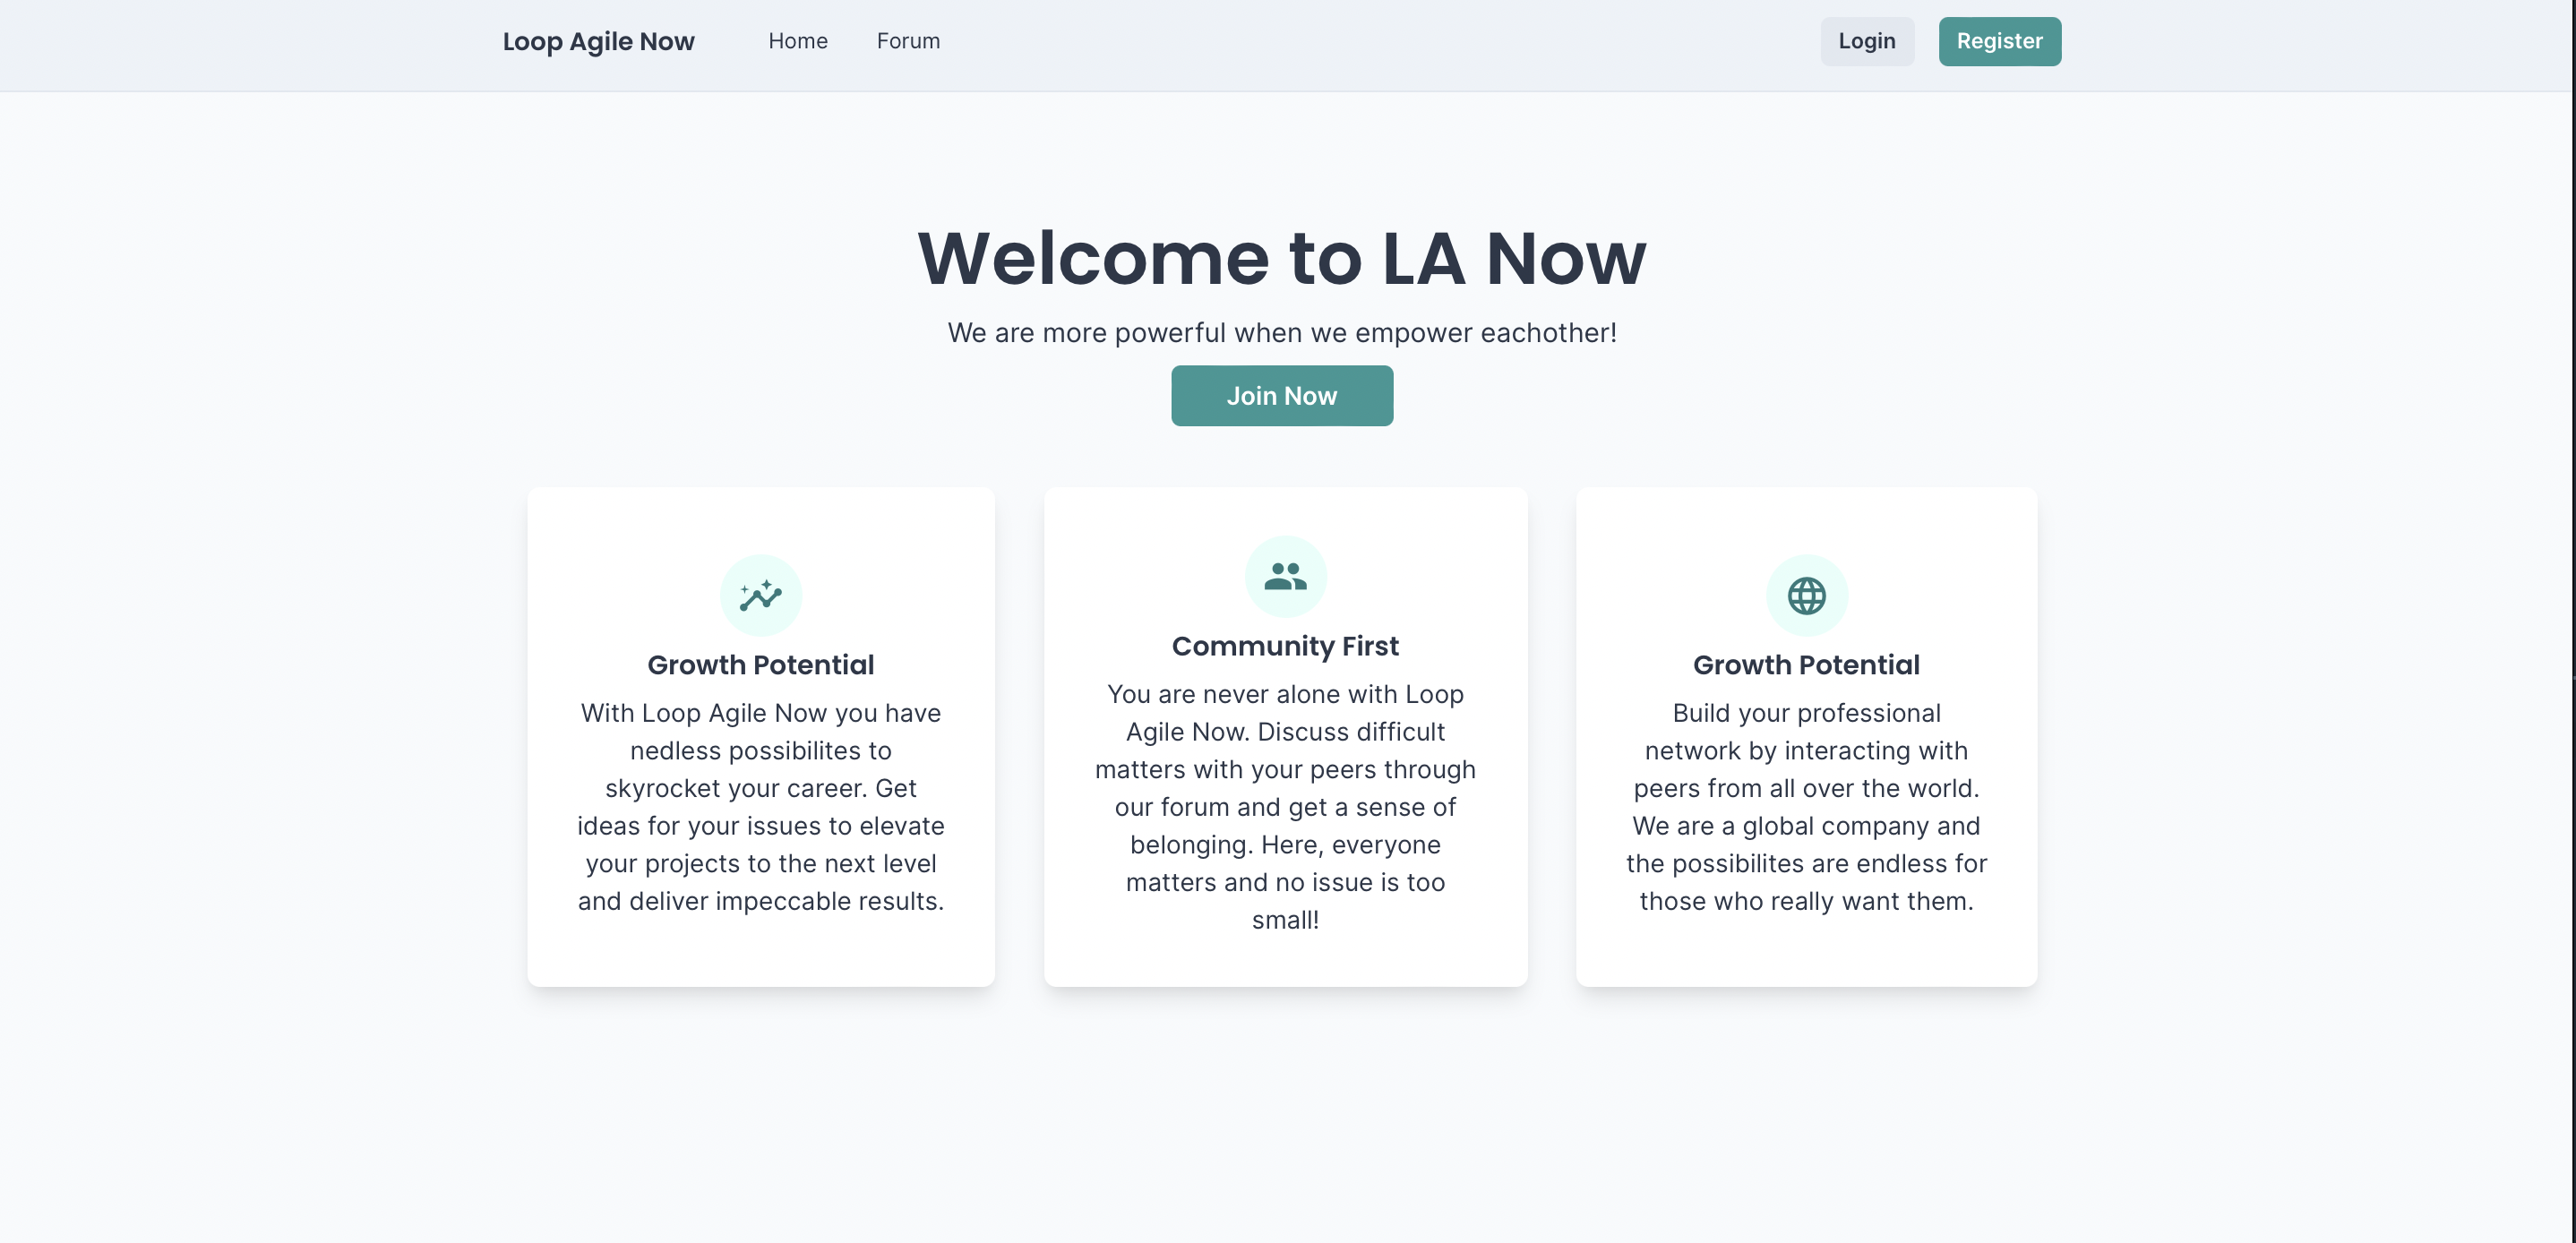 Loop Agile Now Home Forum Login Register
Welcome to LA Now
We are more powerful when we empower eachother!
Join Now
Growth Potential
With Loop Agile Now you have
nedless possibilites to
skyrocket your career. Get
ideas for your issues to elevate
your projects to the next level
and deliver impeccable results.
Community First
You are never alone with Loop
Agile Now. Discuss difficult
matters with your peers through
our forum and get a sense of
belonging. Here, everyone
matters and no issue is too
small!
Growth Potential
Build your professional
network by interacting with
peers from all over the world.
We are a global company and
the possibilites are endless for
those who really want them.